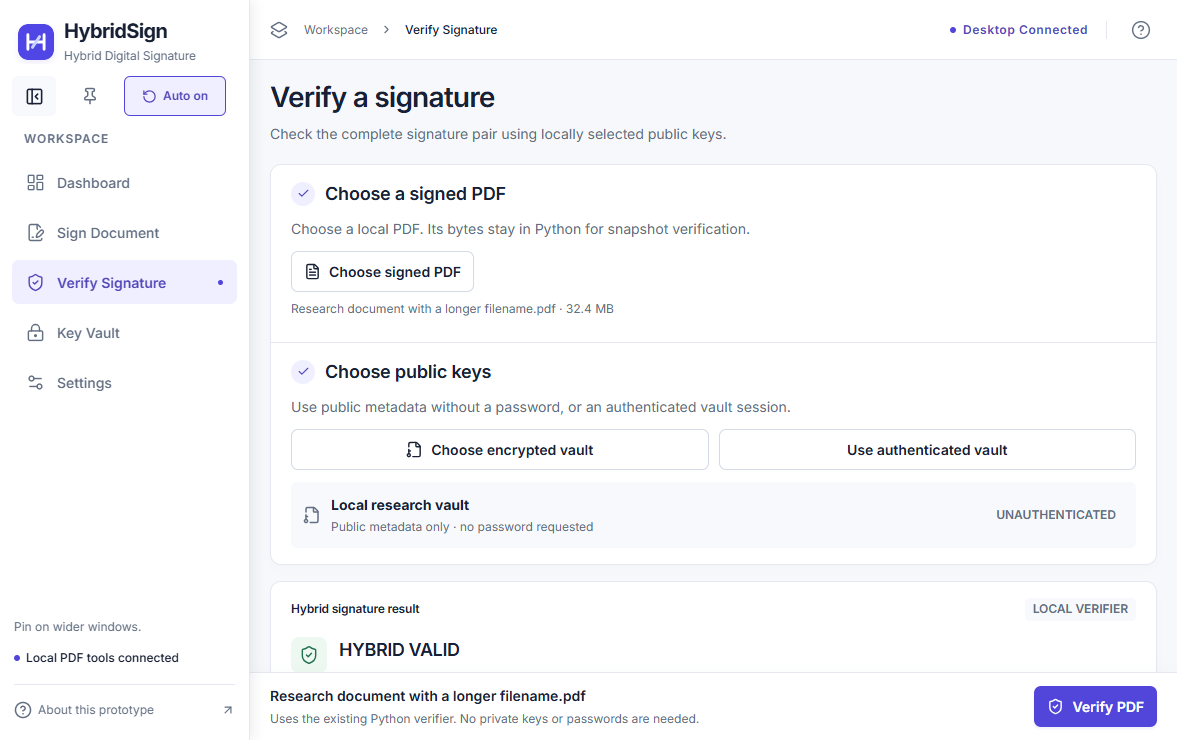 HybridSign
Hybrid Digital Signature
Auto on
WORKSPACE
Dashboard
Sign Document
Verify Signature
Key Vault
Settings
Pin on wider windows.
Local PDF tools connected
About this prototype
Workspace
Verify Signature
Desktop Connected
Verify a signature
Check the complete signature pair using locally selected public keys.
Choose a signed PDF
Choose a local PDF. Its bytes stay in Python for snapshot verification.
Choose signed PDF
Research document with a longer filename.pdf · 32.4 MB
Choose public keys
Use public metadata without a password, or an authenticated vault session.
Choose encrypted vault
Use authenticated vault
Local research vault
Public metadata only · no password requested
UNAUTHENTICATED
Hybrid signature result
LOCAL VERIFIER
HYBRID VALID
Research document with a longer filename.pdf
Uses the existing Python verifier. No private keys or passwords are needed.
Verify PDF